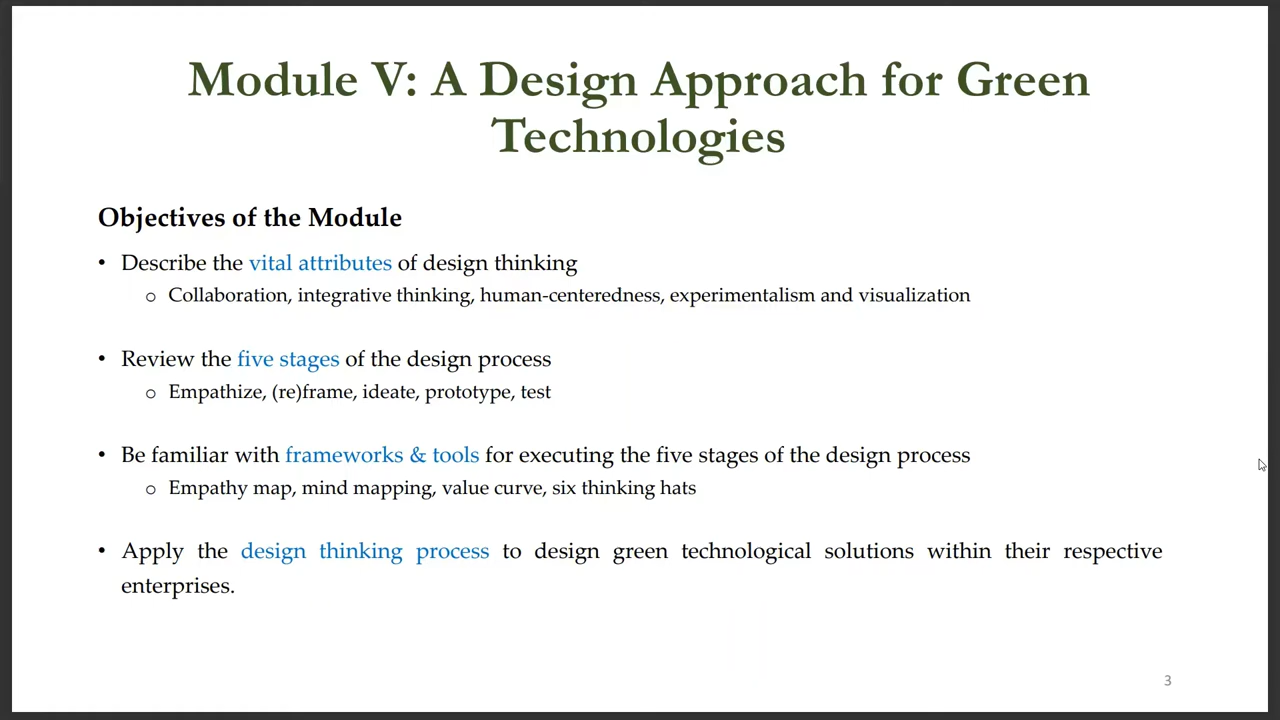 Module V: A Design Approach for Green
Technologies
Objectives of the Module
• Describe the vital attributes of design thinking
o Collaboration, integrative thinking, human-centeredness, experimentalism and visualization
• Review the five stages of the design process
o Empathize, (re)frame, ideate, prototype, test
• Be familiar with frameworks & tools for executing the five stages of the design process
o Empathy map, mind mapping, value curve, six thinking hats
• Apply the design thinking process to design green technological solutions within their respective
enterprises.
3